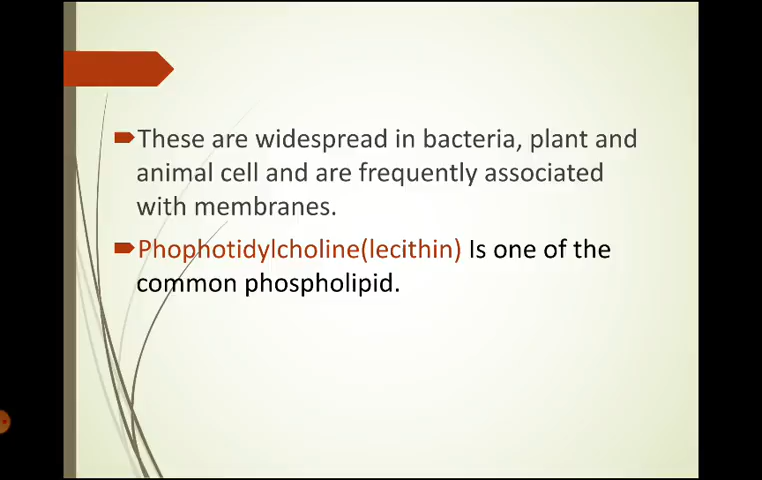 These are widespread in bacteria, plant and
animal cell and are frequently associated
with membranes.
Phophotidylcholine(lecithin) Is one of the
common phospholipid.